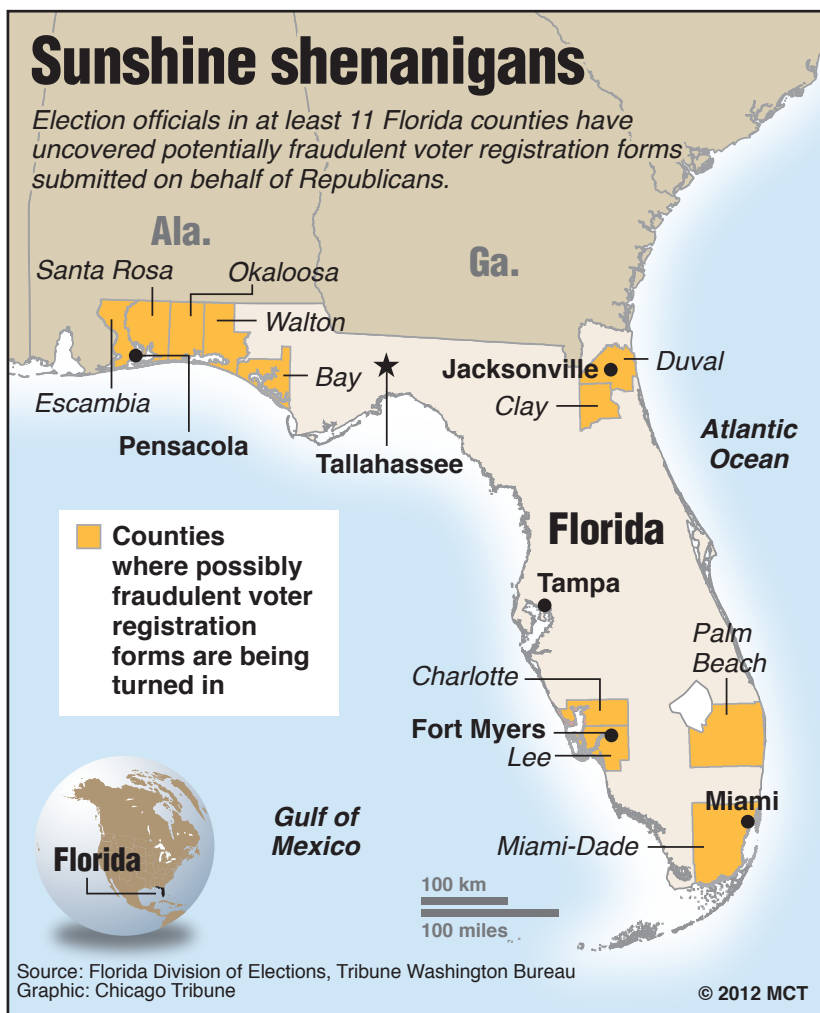 Sunshine shenanigans
Election officials in at least 11 Florida counties have
uncovered potentially fraudulent voter registration forms
submitted on behalf of Republicans.
Ala.
Ga.
Santa Rosa
Okaloosa
Walton
Bay
Escambia
Pensacola
Tallahassee
Jacksonville
Duval
Clay
Atlantic
Ocean
Counties
where possibly
fraudulent voter
registration
forms are being
turned in
Florida
Tampa
Palm
Beach
Charlotte
Fort Myers
Lee
Miami
Miami-Dade
Gulf of
Mexico
Florida
100 km
100 miles
Source: Florida Division of Elections, Tribune Washington Bureau
Graphic: Chicago Tribune
© 2012 MCT